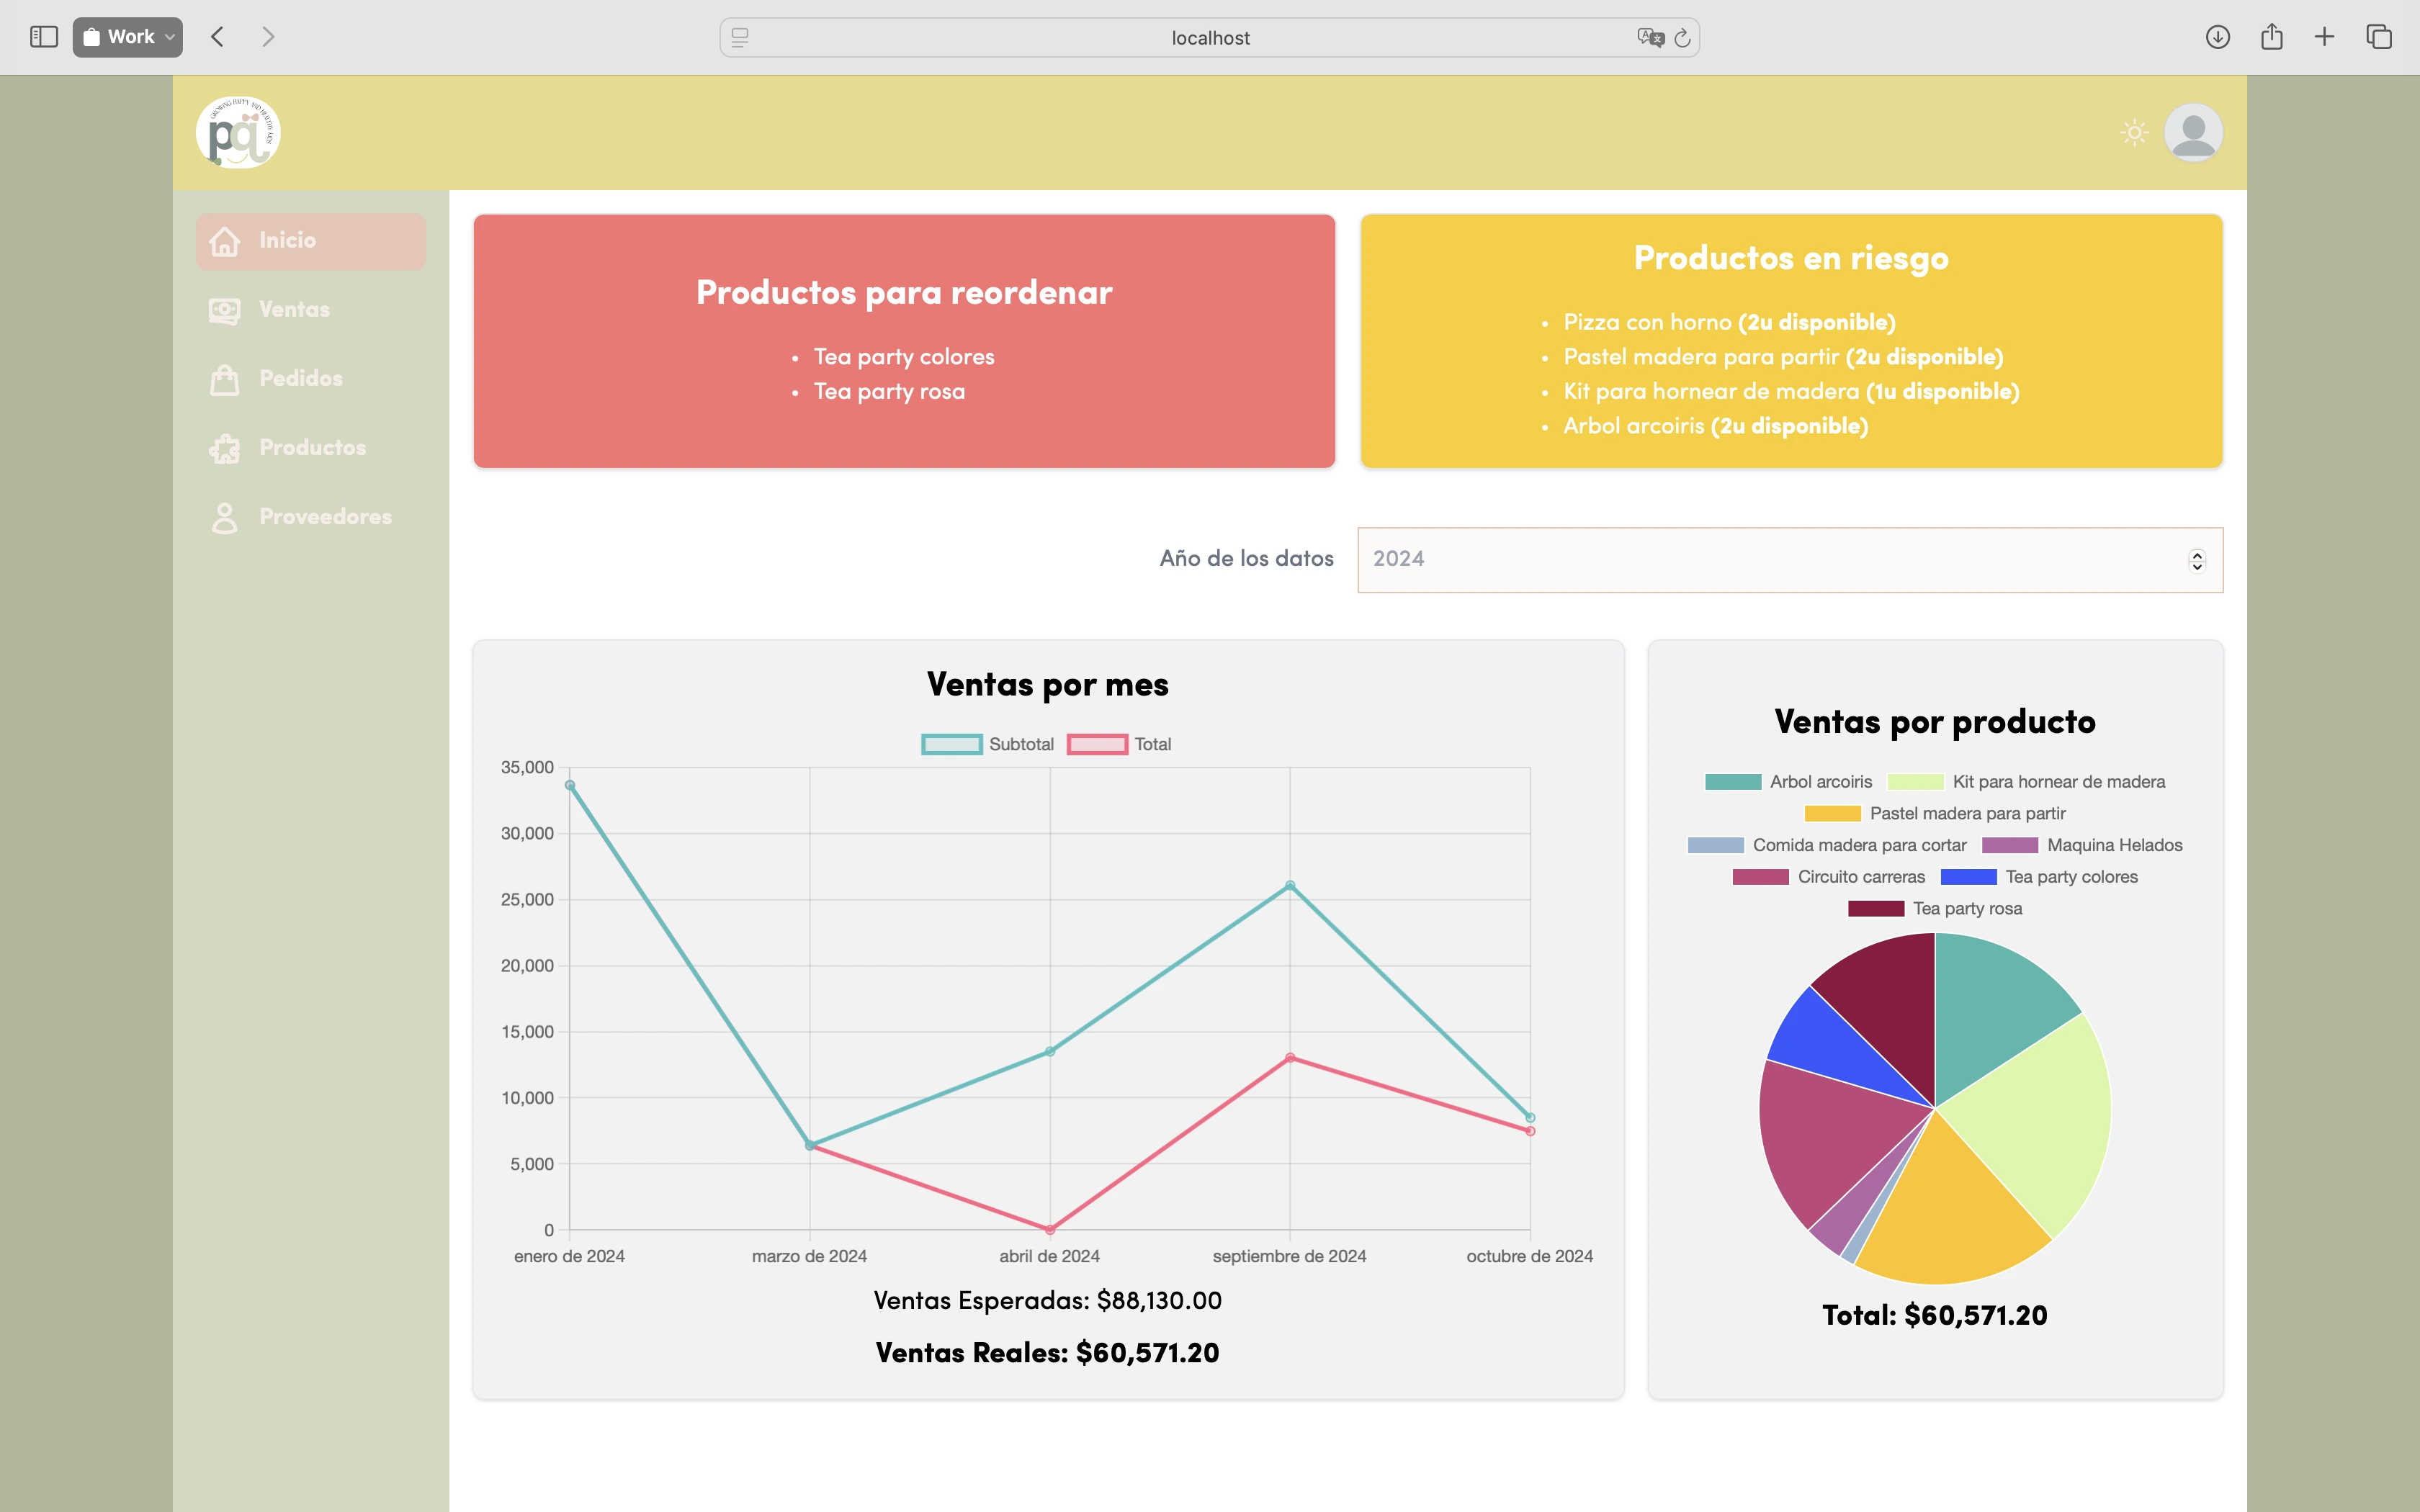 Work
localhost
GROWING HAPPY AND HEALTHY KIDS
pq
Inicio
Ventas
Pedidos
Productos
Proveedores
Productos para reordenar
• Tea party colores
• Tea party rosa
Productos en riesgo
• Pizza con horno (2u disponible)
• Pastel madera para partir (2u disponible)
• Kit para hornear de madera (1u disponible)
• Arbol arcoiris (2u disponible)
Año de los datos
2024
Ventas por mes
Subtotal Total
35,000
30,000
25,000
20,000
15,000
10,000
5,000
0
enero de 2024 marzo de 2024 abril de 2024 septiembre de 2024 octubre de 2024
Ventas Esperadas: $88,130.00
Ventas Reales: $60,571.20
Ventas por producto
Arbol arcoiris Kit para hornear de madera
Pastel madera para partir
Comida madera para cortar Maquina Helados
Circuito carreras Tea party colores
Tea party rosa
Total: $60,571.20